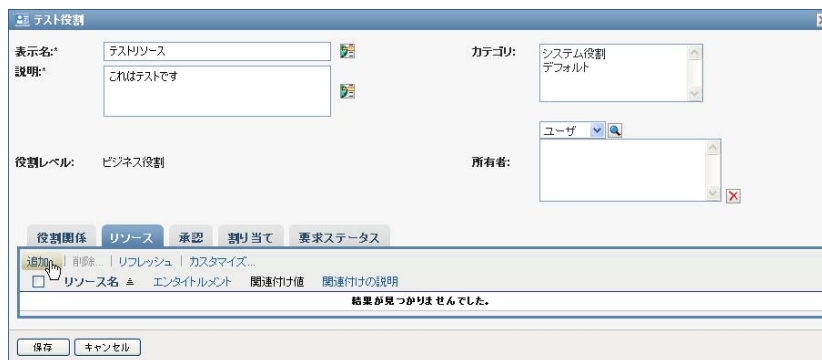 テスト役割
表示名:*
テストリソース
カテゴリ:
システム役割
デフォルト
説明:*
これはテストです
ユーザ
役割レベル:
ビジネス役割
所有者:
役割関係 リソース 承認 割り当て 要求ステータス
追加... | 削除... | リフレッシュ | カスタマイズ...
リソース名 エンタイトルメント 関連付け値 関連付けの説明
結果が見つかりませんでした。
保存 キャンセル